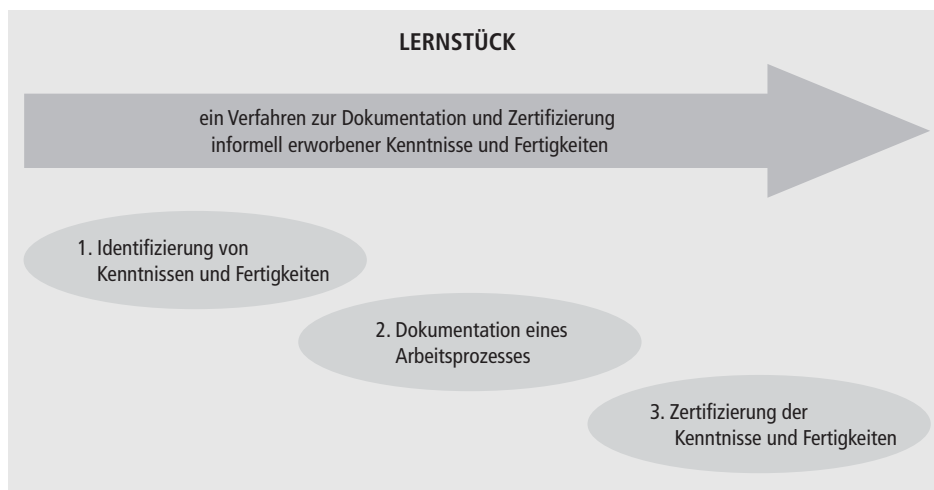 LERNSTÜCK
ein Verfahren zur Dokumentation und Zertifizierung
informell erworbener Kenntnisse und Fertigkeiten
1. Identifizierung von
Kenntnissen und Fertigkeiten
2. Dokumentation eines
Arbeitsprozesses
3. Zertifizierung der
Kenntnisse und Fertigkeiten